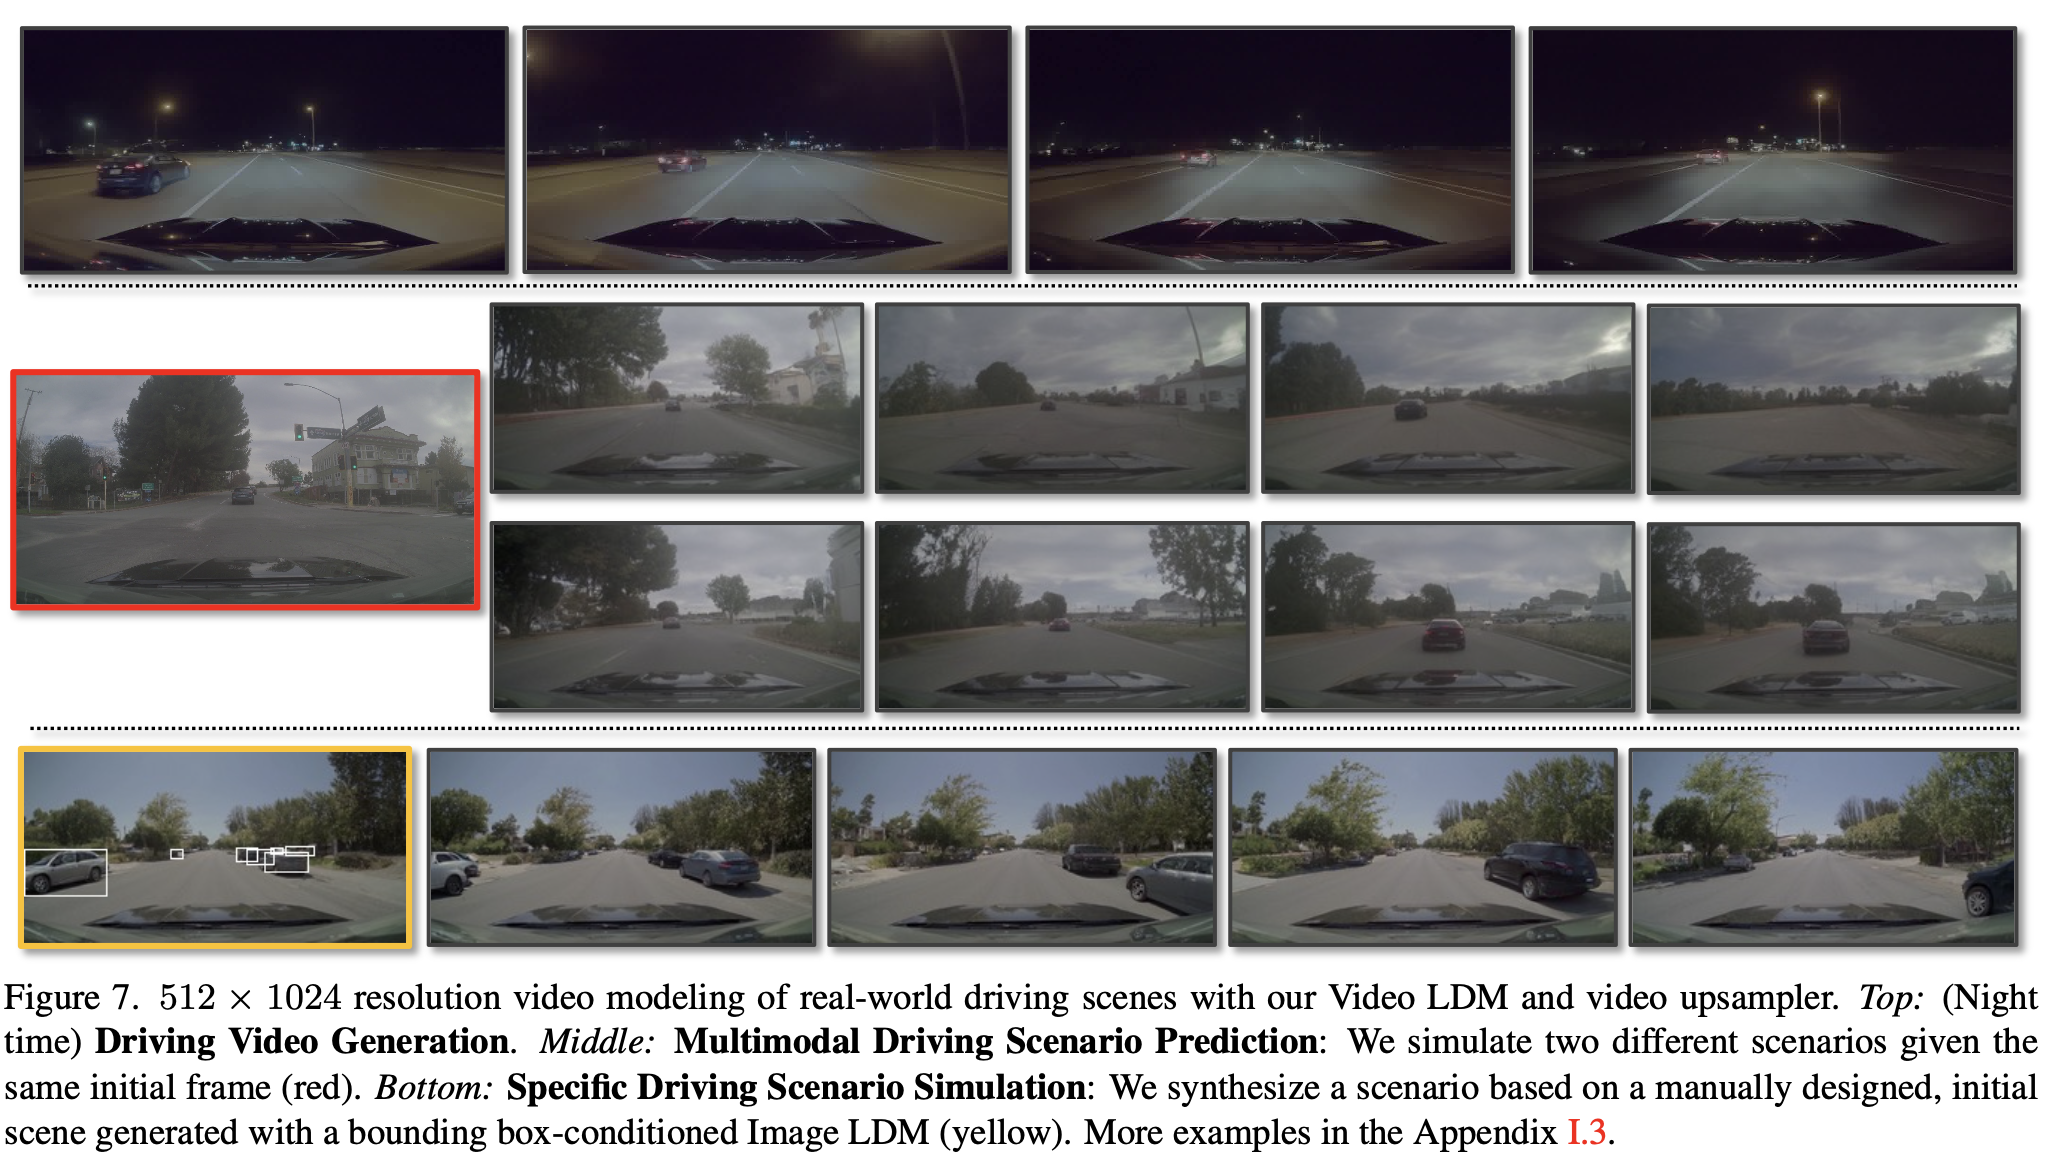 Figure 7. 512 × 1024 resolution video modeling of real-world driving scenes with our Video LDM and video upsampler. Top: (Night
time) Driving Video Generation. Middle: Multimodal Driving Scenario Prediction: We simulate two different scenarios given the
same initial frame (red). Bottom: Specific Driving Scenario Simulation: We synthesize a scenario based on a manually designed, initial
scene generated with a bounding box-conditioned Image LDM (yellow). More examples in the Appendix I.3.